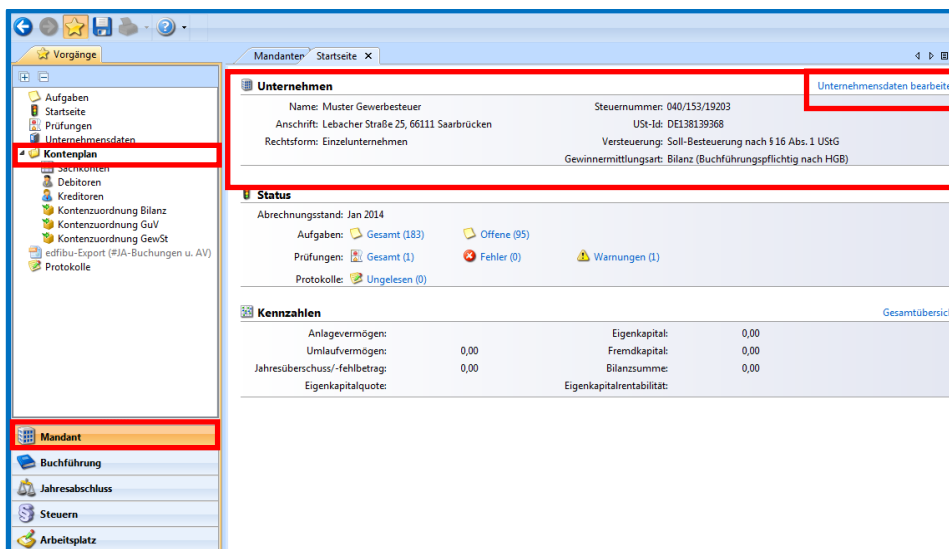 Vorgänge
Mandanten Startseite
Aufgaben
Startseite
Prüfungen
Unternehmensdaten
Kontenplan
Sachkonten
Debitoren
Kreditoren
Kontenzuordnung Bilanz
Kontenzuordnung GuV
Kontenzuordnung GewSt
edfibu-Export (#JA-Buchungen u. AV)
Protokolle
Mandant
Buchführung
Jahresabschluss
Steuern
Arbeitsplatz
Unternehmen Unternehmensdaten bearbeite
Name: Muster Gewerbesteuer Steuernummer: 040/153/19203
Anschrift: Lebacher Straße 25, 66111 Saarbrücken USt-Id: DE138139368
Rechtsform: Einzelunternehmen Versteuerung: Soll-Besteuerung nach § 16 Abs. 1 UStG
Gewinnermittlungsart: Bilanz (Buchführungspflichtig nach HGB)
Status
Abrechnungsstand: Jan 2014
Aufgaben: Gesamt (183) Offene (95)
Prüfungen: Gesamt (1) Fehler (0) Warnungen (1)
Protokolle: Ungelesen (0)
Kennzahlen Gesamtübersich
Anlagevermögen: Eigenkapital: 0,00
Umlaufvermögen: 0,00 Fremdkapital: 0,00
Jahresüberschuss/-fehlbetrag: 0,00 Bilanzsumme: 0,00
Eigenkapitalquote: Eigenkapitalrentabilität: